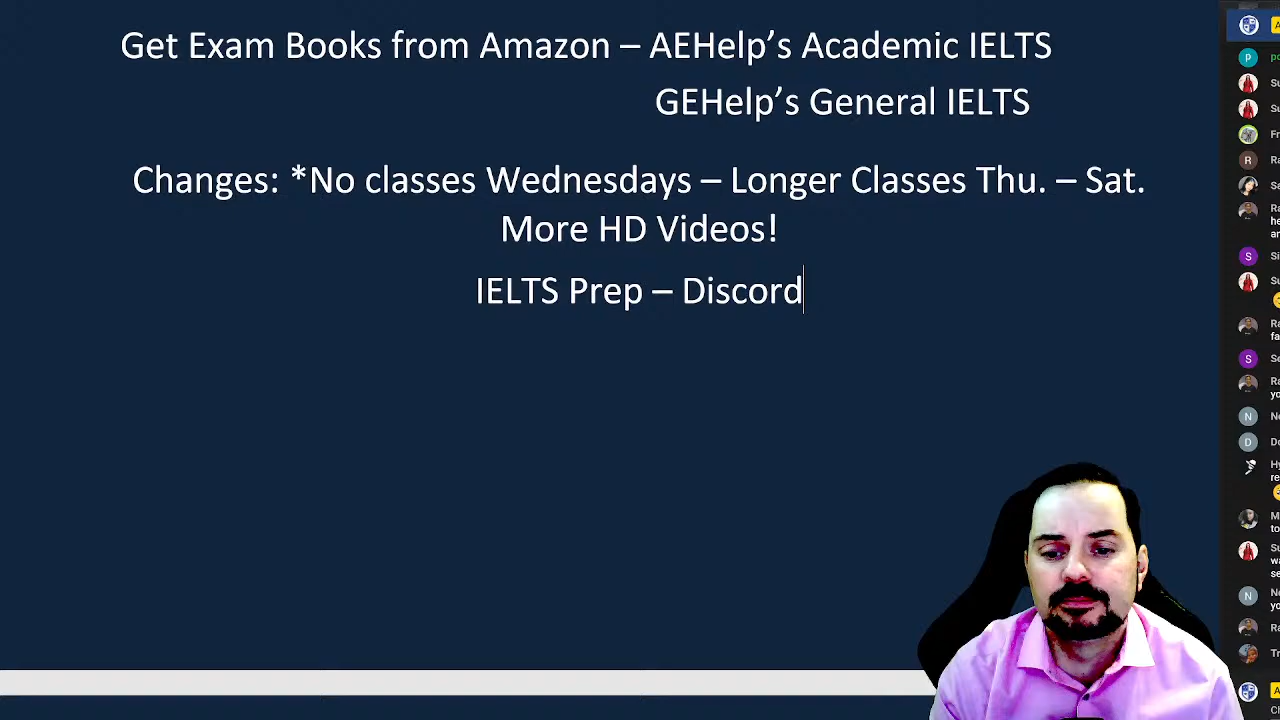 Get Exam Books from Amazon – AEHelp’s Academic IELTS
GEHelp’s General IELTS
Changes: *No classes Wednesdays – Longer Classes Thu. – Sat.
More HD Videos!
IELTS Prep – Discord